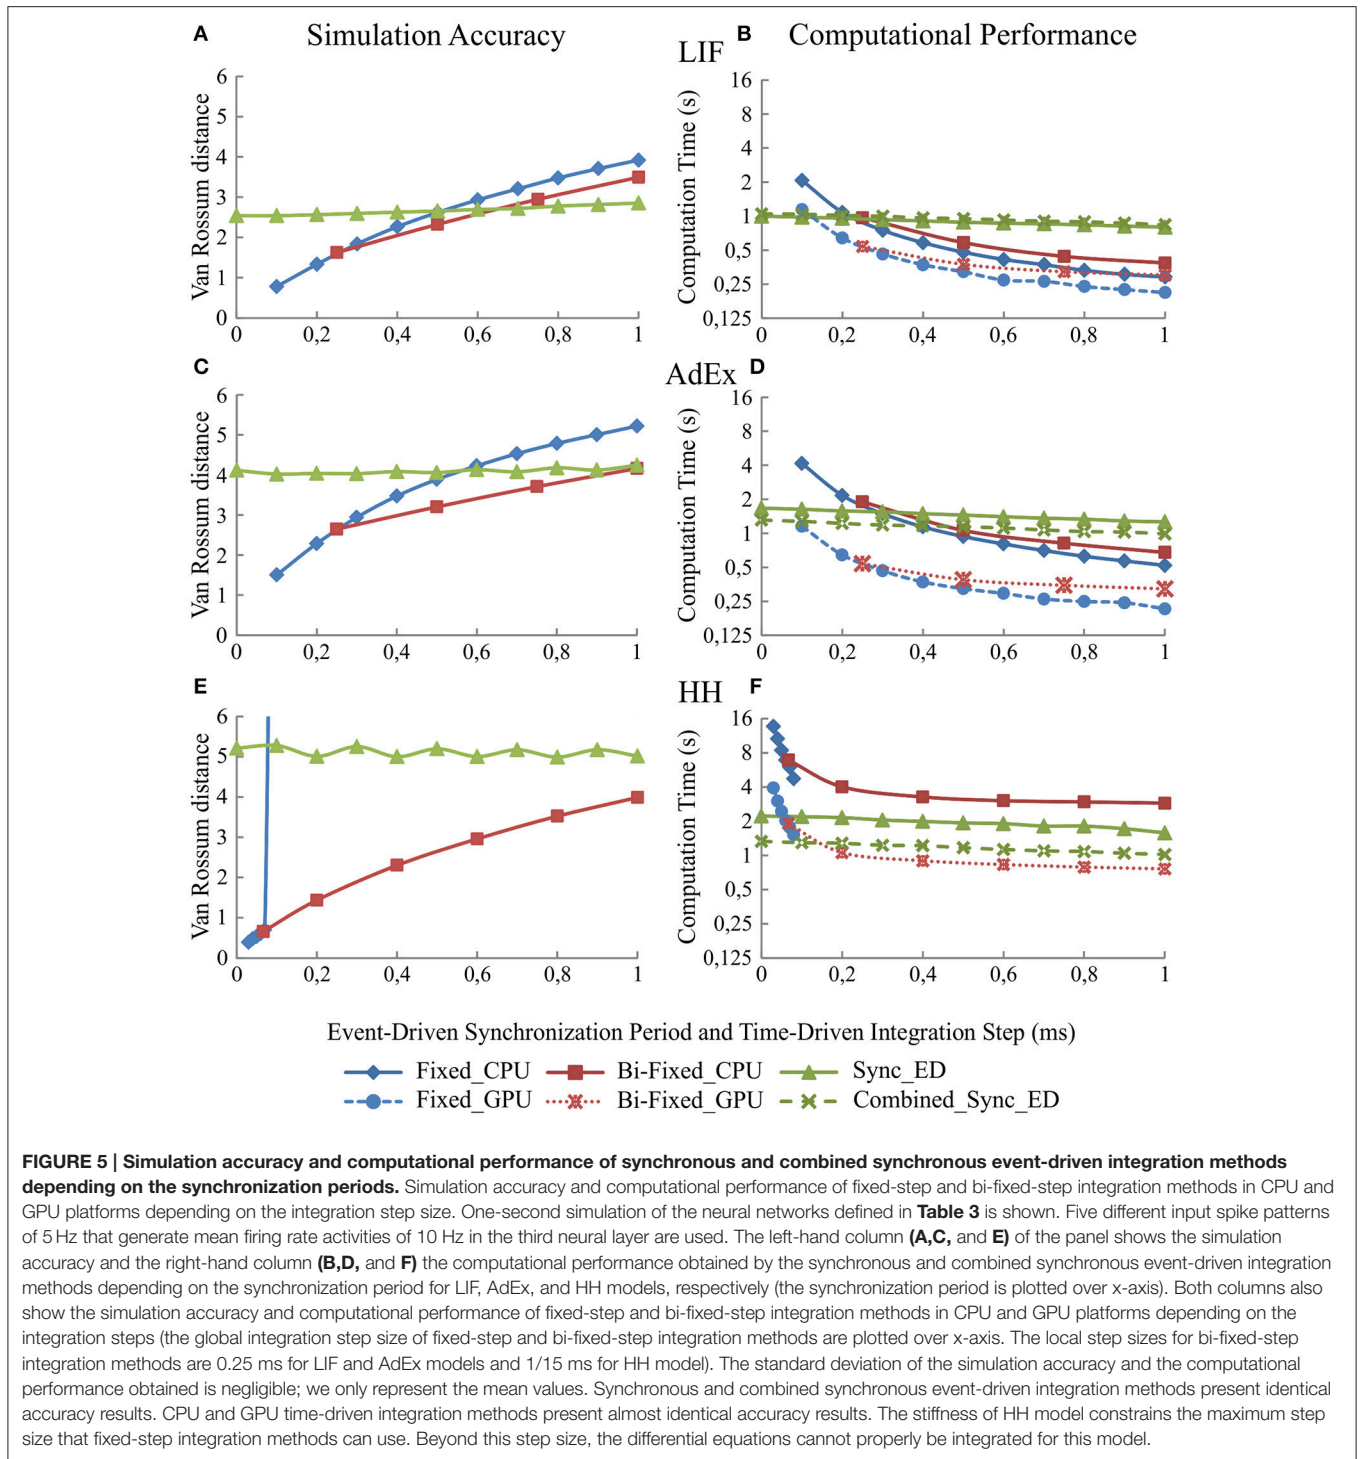 A Simulation Accuracy
B Computational Performance
LIF
Van Rossum distance
6
5
4
3
2
1
0
0 0,2 0,4 0,6 0,8 1
Computation Time (s)
16
8
4
2
1
0,5
0,25
0,125
0 0,2 0,4 0,6 0,8 1
C
AdEx
D
Van Rossum distance
6
5
4
3
2
1
0
0 0,2 0,4 0,6 0,8 1
Computation Time (s)
16
8
4
2
1
0,5
0,25
0,125
0 0,2 0,4 0,6 0,8 1
E
HH
F
Van Rossum distance
6
5
4
3
2
1
0
0 0,2 0,4 0,6 0,8 1
Computation Time (s)
16
8
4
2
1
0,5
0,25
0,125
0 0,2 0,4 0,6 0,8 1
Event-Driven Synchronization Period and Time-Driven Integration Step (ms)
Fixed_CPU Bi-Fixed_CPU Sync_ED
Fixed_GPU Bi-Fixed_GPU Combined_Sync_ED
FIGURE 5 | Simulation accuracy and computational performance of synchronous and combined synchronous event-driven integration methods
depending on the synchronization periods. Simulation accuracy and computational performance of fixed-step and bi-fixed-step integration methods in CPU and
GPU platforms depending on the integration step size. One-second simulation of the neural networks defined in Table 3 is shown. Five different input spike patterns
of 5 Hz that generate mean firing rate activities of 10 Hz in the third neural layer are used. The left-hand column (A,C, and E) of the panel shows the simulation
accuracy and the right-hand column (B,D, and F) the computational performance obtained by the synchronous and combined synchronous event-driven integration
methods depending on the synchronization period for LIF, AdEx, and HH models, respectively (the synchronization period is plotted over x-axis). Both columns also
show the simulation accuracy and computational performance of fixed-step and bi-fixed-step integration methods in CPU and GPU platforms depending on the
integration steps (the global integration step size of fixed-step and bi-fixed-step integration methods are plotted over x-axis. The local step sizes for bi-fixed-step
integration methods are 0.25 ms for LIF and AdEx models and 1/15 ms for HH model). The standard deviation of the simulation accuracy and the computational
performance obtained is negligible; we only represent the mean values. Synchronous and combined synchronous event-driven integration methods present identical
accuracy results. CPU and GPU time-driven integration methods present almost identical accuracy results. The stiffness of HH model constrains the maximum step
size that fixed-step integration methods can use. Beyond this step size, the differential equations cannot properly be integrated for this model.